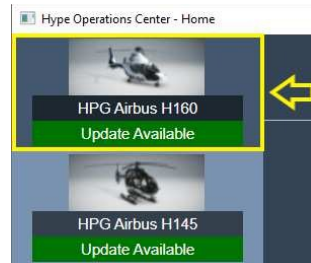 Hype Operations Center - Home
HPG Airbus H160
Update Available
HPG Airbus H145
Update Available